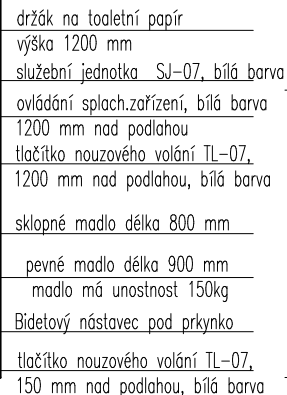 držák na toaletní papír
výška 1200 mm
služební jednotka SJ-07, bílá barva
ovládání splach.zařízení, bílá barva
1200 mm nad podlahou
tlačítko nouzového volání TL-07,
1200 mm nad podlahou, bílá barva
sklopné madlo délka 800 mm
pevné madlo délka 900 mm
madlo má unostnost 150kg
Bidetový nástavec pod prkynko
tlačítko nouzového volání TL-07,
150 mm nad podlahou, bílá barva